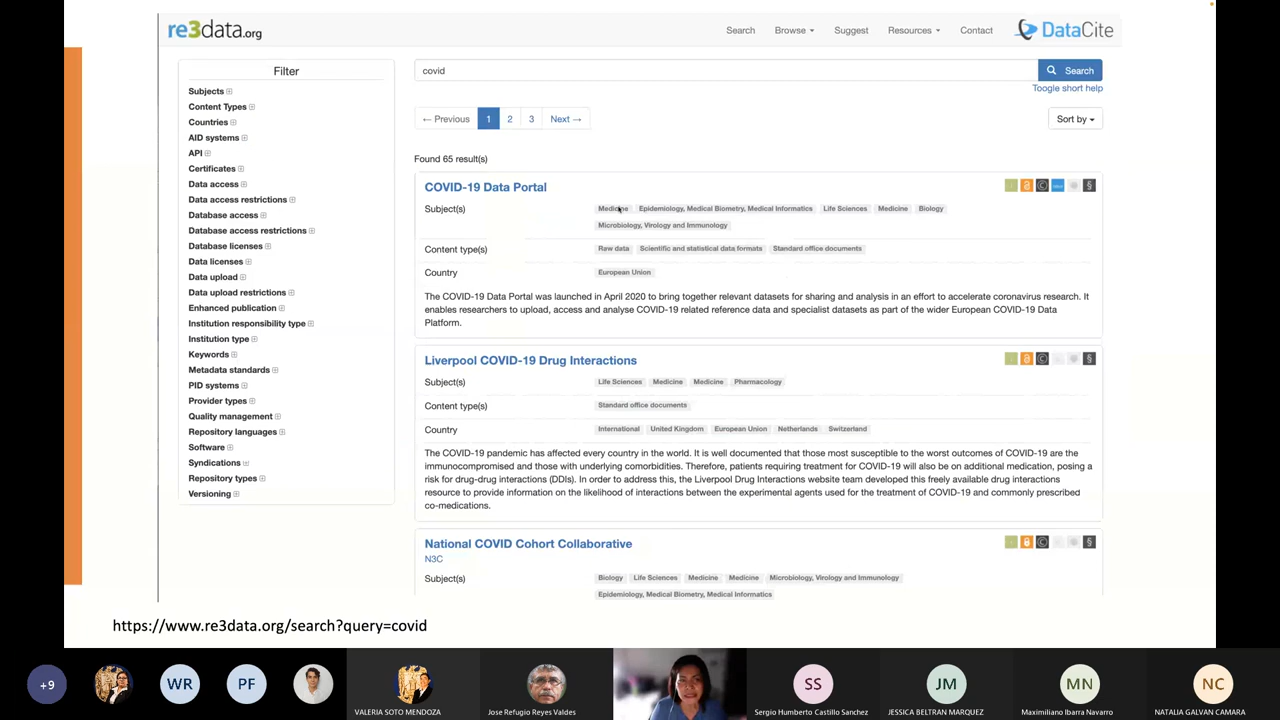 re3data.org
Search Browse Suggest Resources Contact DataCite
Filter
Subjects
Content Types
Countries
AID systems
API
Certificates
Data access
Data access restrictions
Database access
Database access restrictions
Database licenses
Data licenses
Data upload
Data upload restrictions
Enhanced publication
Institution responsibility type
Institution type
Keywords
Metadata standards
PID systems
Provider types
Quality management
Repository languages
Software
Syndications
Repository types
Versioning
covid
Search
Toogle short help
← Previous 1 2 3 Next →
Sort by
Found 65 result(s)
COVID-19 Data Portal
Subject(s) Medicine Epidemiology, Medical Biometry, Medical Informatics Life Sciences Medicine Biology
Microbiology, Virology and Immunology
Content type(s) Raw data Scientific and statistical data formats Standard office documents
Country European Union
The COVID-19 Data Portal was launched in April 2020 to bring together relevant datasets for sharing and analysis in an effort to accelerate coronavirus research. It
enables researchers to upload, access and analyse COVID-19 related reference data and specialist datasets as part of the wider European COVID-19 Data
Platform.
Liverpool COVID-19 Drug Interactions
Subject(s) Life Sciences Medicine Medicine Pharmacology
Content type(s) Standard office documents
Country International United Kingdom European Union Netherlands Switzerland
The COVID-19 pandemic has affected every country in the world. It is well documented that those most susceptible to the worst outcomes of COVID-19 are the
immunocompromised and those with underlying comorbidities. Therefore, patients requiring treatment for COVID-19 will also be on additional medication, posing a
risk for drug-drug interactions (DDIs). In order to address this, the Liverpool Drug Interactions website team developed this freely available drug interactions
resource to provide information on the likelihood of interactions between the experimental agents used for the treatment of COVID-19 and commonly prescribed
co-medications.
National COVID Cohort Collaborative
N3C
Subject(s) Biology Life Sciences Medicine Medicine Microbiology, Virology and Immunology
Epidemiology, Medical Biometry, Medical Informatics
https://www.re3data.org/search?query=covid
+9 WR PF SS JM MN NC
VALERIA SOTO MENDOZA Jose Refugio Reyes Valdes Sergio Humberto Castillo Sanchez JESSICA BELTRAN MARQUEZ Maximiliano Ibarra Navarro NATALIA GALVAN CAMARA